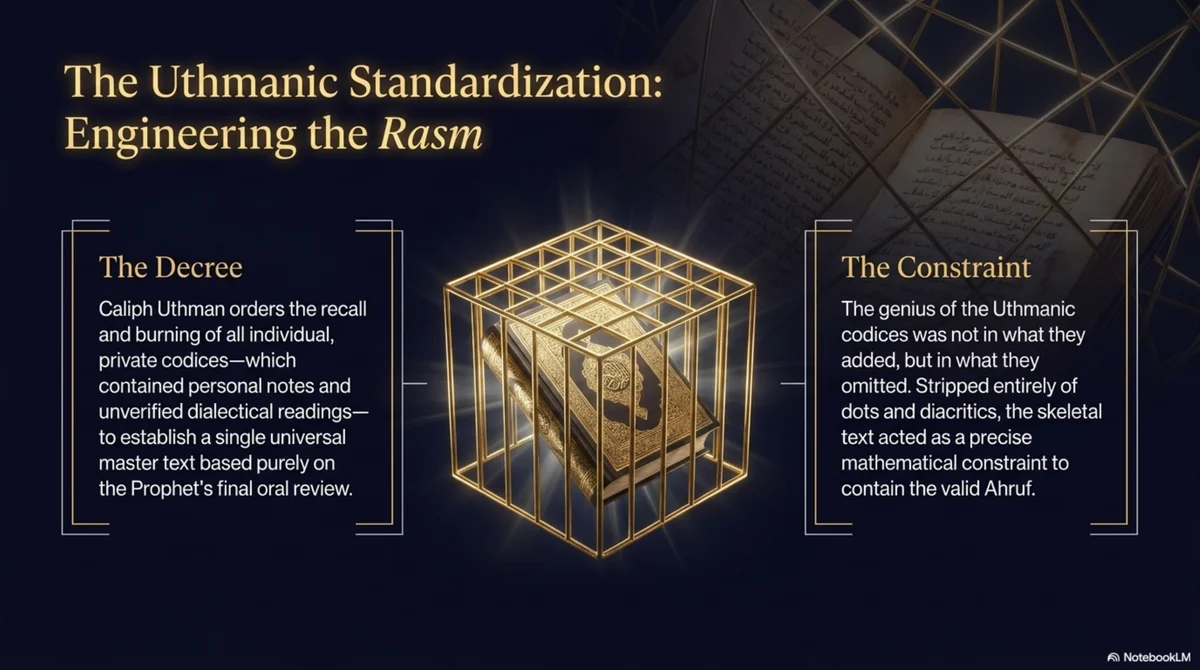 The Uthmanic Standardization:
Engineering the Rasm
The Decree
Caliph Uthman orders the recall
and burning of all individual,
private codices—which
contained personal notes and
unverified dialectical readings—
to establish a single universal
master text based purely on
the Prophet's final oral review.
The Constraint
The genius of the Uthmanic
codices was not in what they
added, but in what they
omitted. Stripped entirely of
dots and diacritics, the skeletal
text acted as a precise
mathematical constraint to
contain the valid Ahruf.
NotebookLM